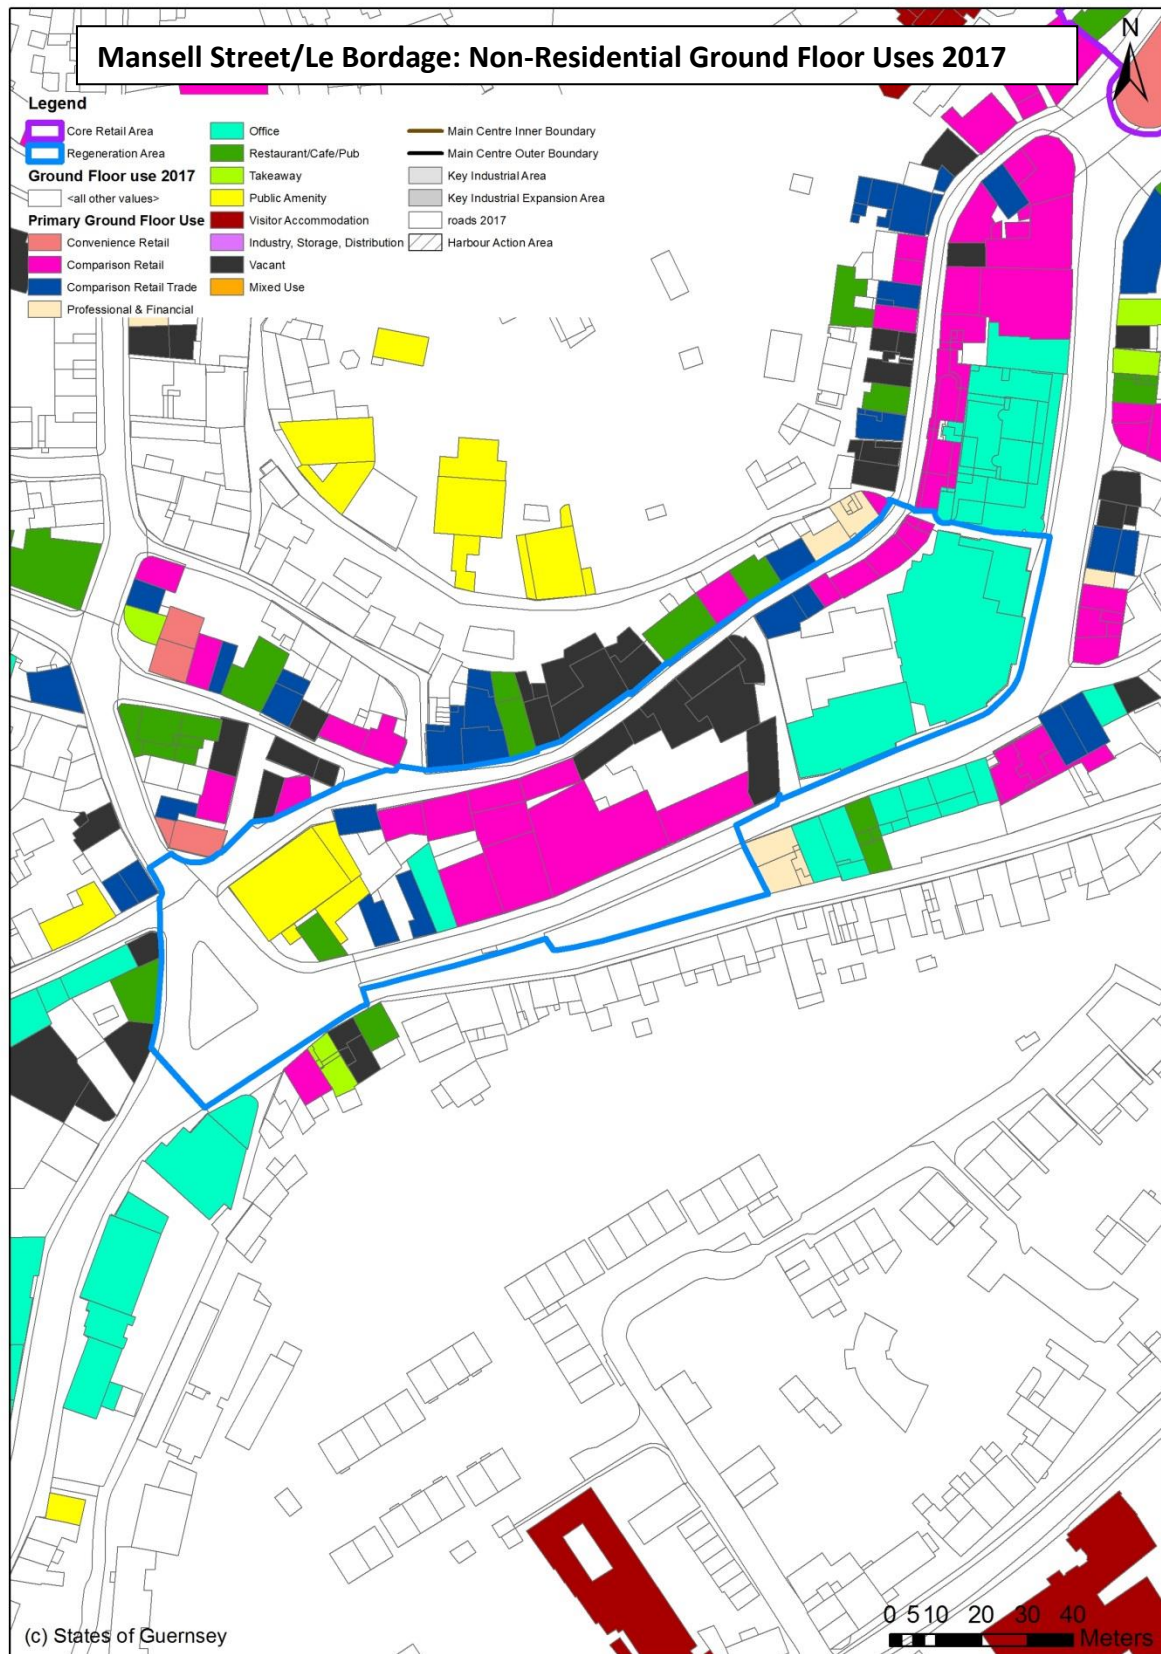 Mansell Street/Le Bordage: Non-Residential Ground Floor Uses 2017
N
Legend
Core Retail Area
Regeneration Area
Ground Floor use 2017
<all other values>
Primary Ground Floor Use
Convenience Retail
Comparison Retail
Comparison Retail Trade
Professional & Financial
Office
Restaurant/Cafe/Pub
Takeaway
Public Amenity
Visitor Accommodation
Industry, Storage, Distribution
Vacant
Mixed Use
Main Centre Inner Boundary
Main Centre Outer Boundary
Key Industrial Area
Key Industrial Expansion Area
roads 2017
Harbour Action Area
(c) States of Guernsey
0 5 10 20 30 40
Meters